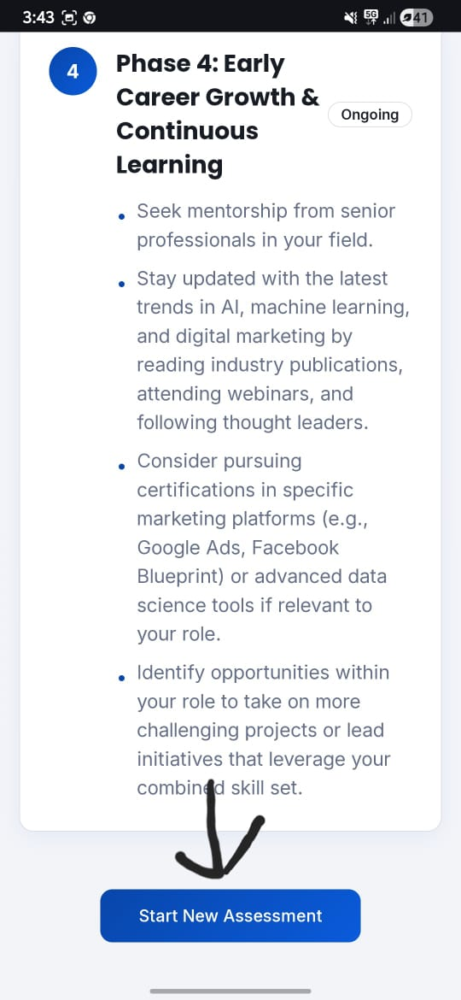 3:43
5G
41
4
Phase 4: Early
Career Growth &
Continuous
Learning
Ongoing
• Seek mentorship from senior
professionals in your field.
• Stay updated with the latest
trends in AI, machine learning,
and digital marketing by
reading industry publications,
attending webinars, and
following thought leaders.
• Consider pursuing
certifications in specific
marketing platforms (e.g.,
Google Ads, Facebook
Blueprint) or advanced data
science tools if relevant to
your role.
• Identify opportunities within
your role to take on more
challenging projects or lead
initiatives that leverage your
combined skill set.
Start New Assessment